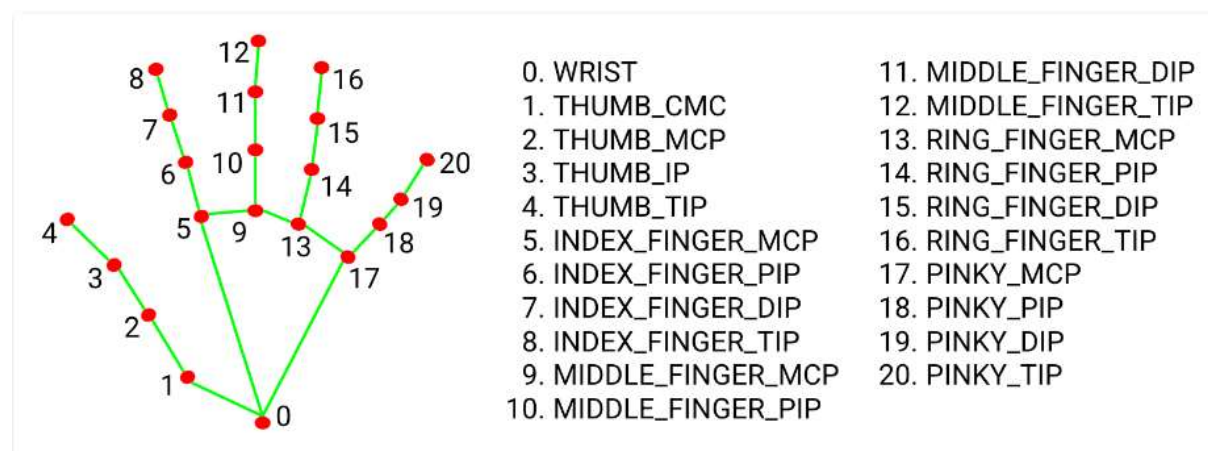 12
8
16
11
7
15
10
6
20
14
4
5
9
19
13
18
3
17
2
1
0
0. WRIST
1. THUMB_CMC
2. THUMB_MCP
3. THUMB_IP
4. THUMB_TIP
5. INDEX_FINGER_MCP
6. INDEX_FINGER_PIP
7. INDEX_FINGER_DIP
8. INDEX_FINGER_TIP
9. MIDDLE_FINGER_MCP
10. MIDDLE_FINGER_PIP
11. MIDDLE_FINGER_DIP
12. MIDDLE_FINGER_TIP
13. RING_FINGER_MCP
14. RING_FINGER_PIP
15. RING_FINGER_DIP
16. RING_FINGER_TIP
17. PINKY_MCP
18. PINKY_PIP
19. PINKY_DIP
20. PINKY_TIP